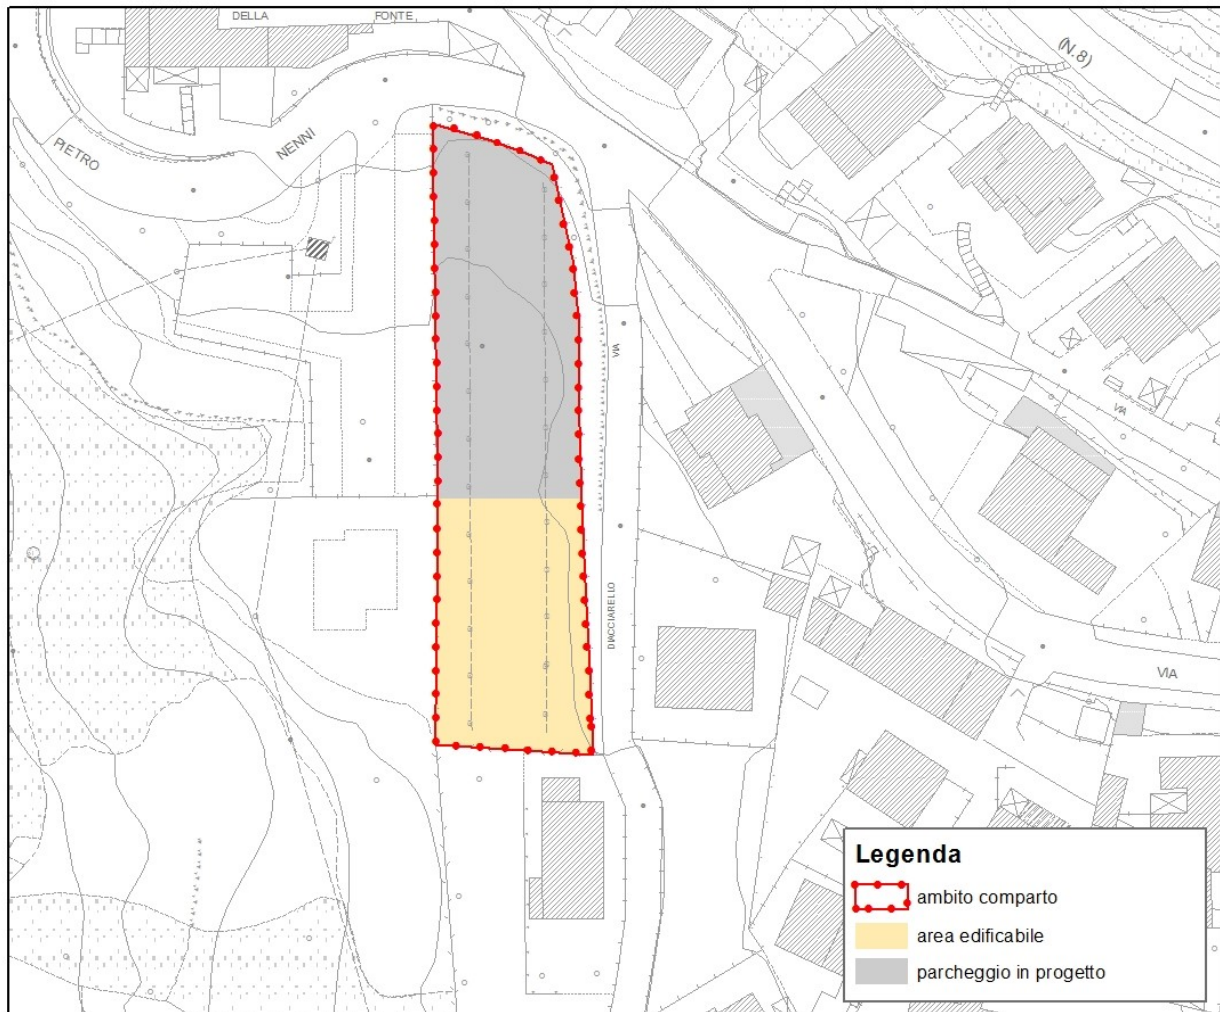 DELLA FONTE
(N.8)
PIETRO
NENNI
VIA
VIA
DIACCIARELLO
VIA
Legenda
ambito comparto
area edificabile
parcheggio in progetto